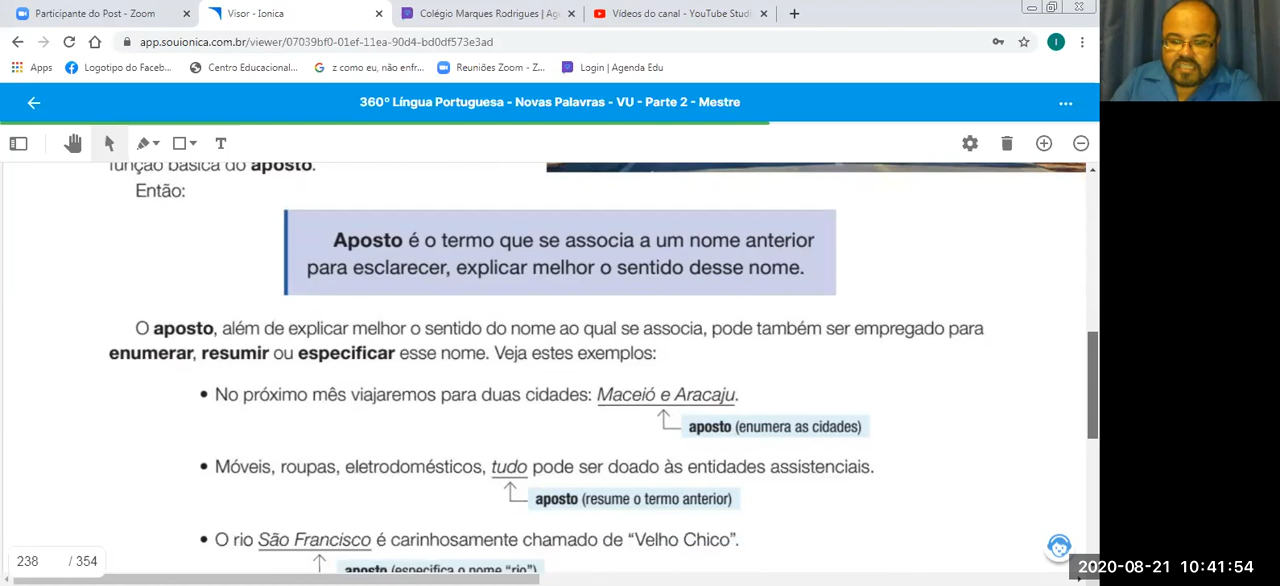 Participante do Post - Zoom
Visor - Ionica
Colégio Marques Rodrigues | Ag
Vídeos do canal - YouTube Studi
app.souionica.com.br/viewer/07039bf0-01ef-11ea-90d4-bd0df573e3ad
I
Apps
Logotipo do Faceb...
Centro Educacional...
z como eu, não enfr...
Reuniões Zoom - Z...
Login | Agenda Edu
360° Língua Portuguesa - Novas Palavras - VU - Parte 2 - Mestre
T
função básica do aposto.
Então:
Aposto é o termo que se associa a um nome anterior
para esclarecer, explicar melhor o sentido desse nome.
O aposto, além de explicar melhor o sentido do nome ao qual se associa, pode também ser empregado para
enumerar, resumir ou especificar esse nome. Veja estes exemplos:
• No próximo mês viajaremos para duas cidades: Maceió e Aracaju.
aposto (enumera as cidades)
• Móveis, roupas, eletrodomésticos, tudo pode ser doado às entidades assistenciais.
aposto (resume o termo anterior)
• O rio São Francisco é carinhosamente chamado de “Velho Chico”.
aposto (especifica o nome “rio”)
238 / 354
2020-08-21 10:41:54